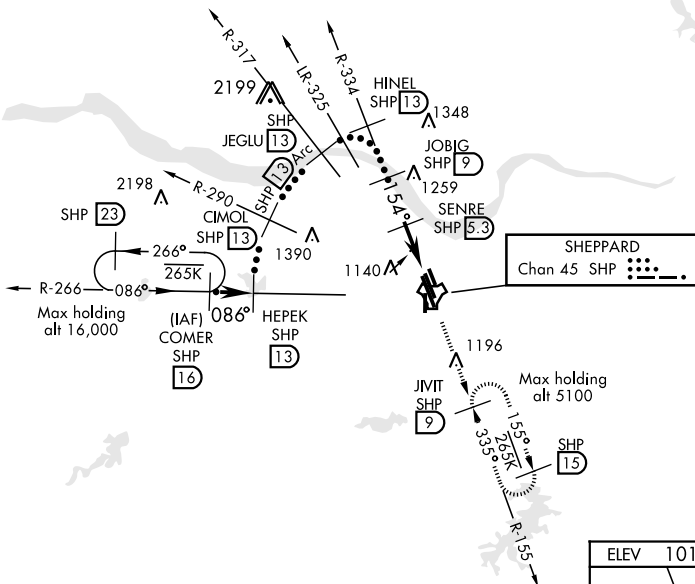 R-317
LR-325
R-334
2199
SHP
JEGLU 13
HINEL
SHP 13
1348
JOBIG
SHP 9
1259
SHP 13 Arc
2198
R-290
CIMOL
SHP 13
1390
154°
SENRE
SHP 5.3
1140
SHP 23
266°
265K
R-266
086°
Max holding
alt 16,000
(IAF)
COMER
SHP
16
086°
HEPEK
SHP
13
SHEPPARD
Chan 45 SHP
1196
JIVIT
SHP
9
Max holding
alt 5100
155°
265K
335°
SHP
15
R-155
ELEV 101